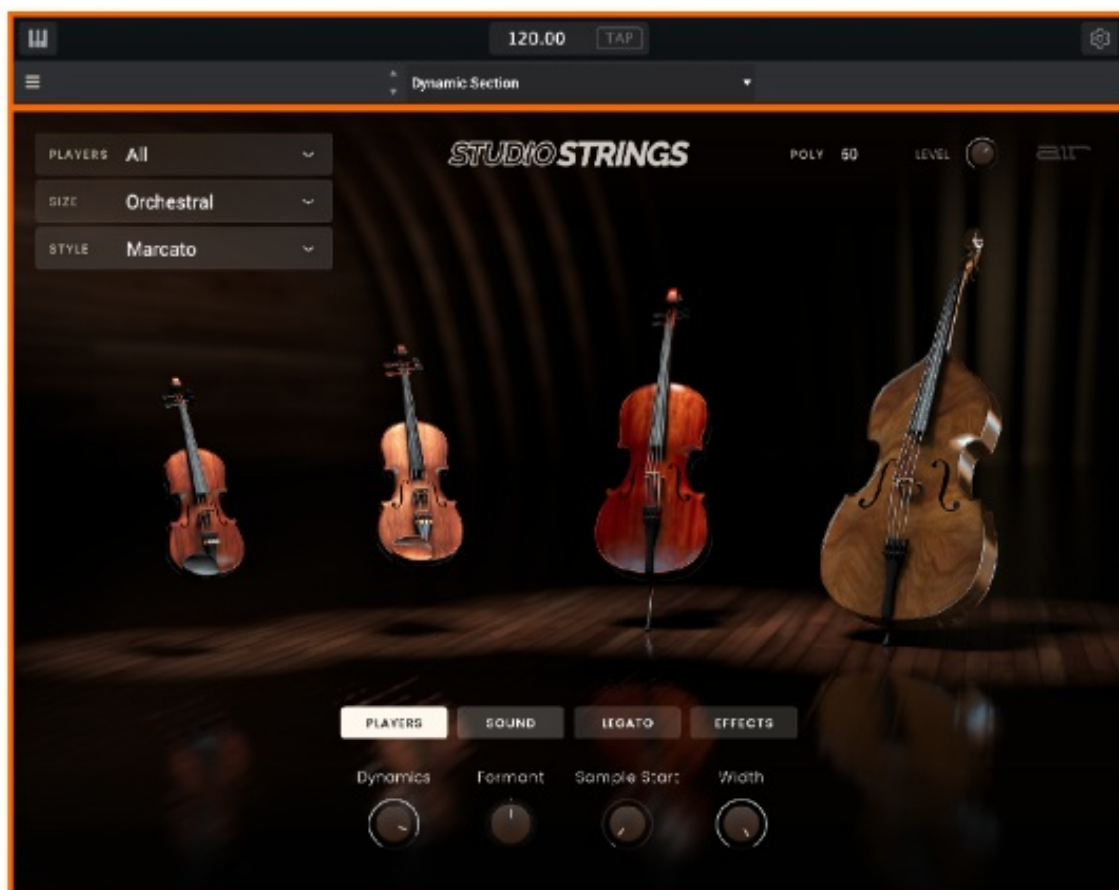 120.00 TAP
Dynamic Section
PLAYERS All
STUDIO STRINGS
POLY 60
LEVEL
air
SIZE Orchestral
STYLE Marcato
PLAYERS SOUND LEGATO EFFECTS
Dynamics Formant Sample Start Width